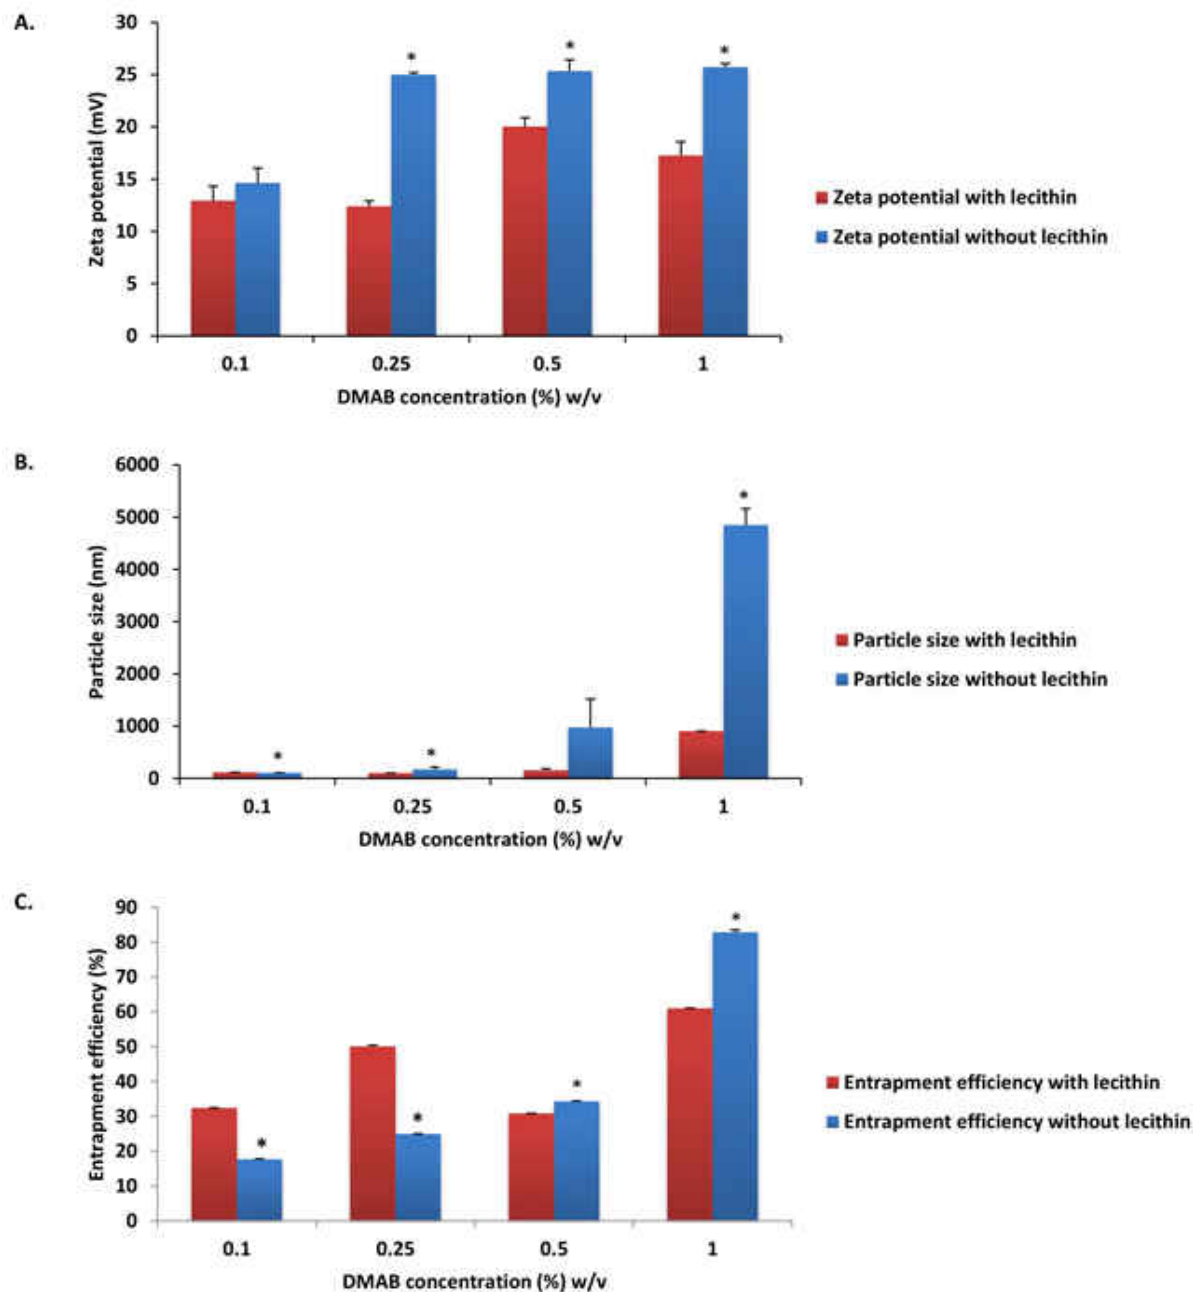 A.
30
25
20
15
10
5
0
Zeta potential (mV)
* * *
0.1 0.25 0.5 1
DMAB concentration (%) w/v
Zeta potential with lecithin
Zeta potential without lecithin
B.
6000
5000
4000
3000
2000
1000
0
Particle size (nm)
* * *
0.1 0.25 0.5 1
DMAB concentration (%) w/v
Particle size with lecithin
Particle size without lecithin
C.
90
80
70
60
50
40
30
20
10
0
Entrapment efficiency (%)
* * * *
0.1 0.25 0.5 1
DMAB concentration (%) w/v
Entrapment efficiency with lecithin
Entrapment efficiency without lecithin